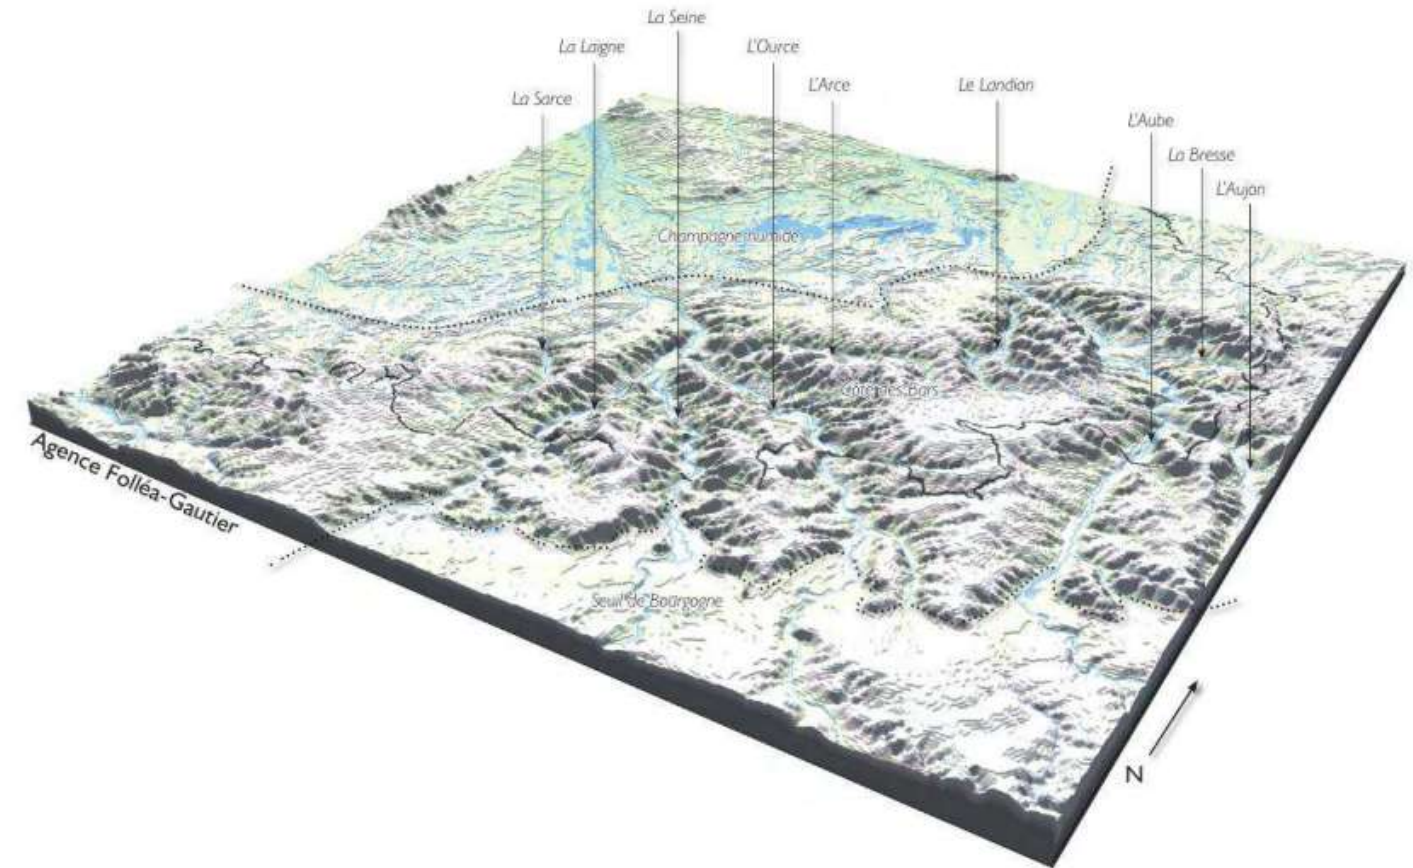 La Seine
La Laigne
L'Ource
La Sarce
L'Arce
Le Landion
L'Aube
La Bresse
L'Aujon
Champagne humide
Côte des Bars
Agence Folléa-Gautier
Seuil de Bourgogne
N